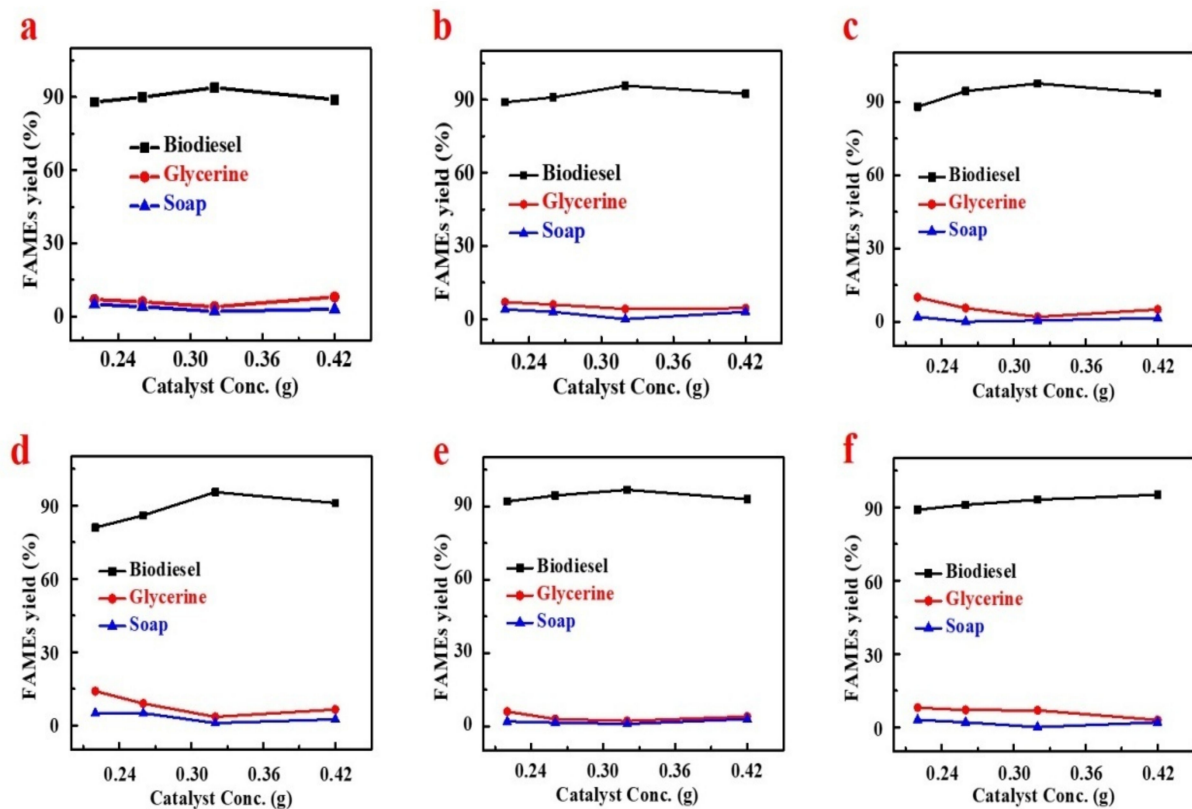 a
FAMEs yield (%)
90
60
30
0
Biodiesel
Glycerine
Soap
0.24 0.30 0.36 0.42
Catalyst Conc. (g)
b
FAMEs yield (%)
90
60
30
0
Biodiesel
Glycerine
Soap
0.24 0.30 0.36 0.42
Catalyst Conc. (g)
c
FAMEs yield (%)
90
60
30
0
Biodiesel
Glycerine
Soap
0.24 0.30 0.36 0.42
Catalyst Conc. (g)
d
FAMEs yield (%)
90
60
30
0
Biodiesel
Glycerine
Soap
0.24 0.30 0.36 0.42
Catalyst Conc. (g)
e
FAMEs yield (%)
90
60
30
0
Biodiesel
Glycerine
Soap
0.24 0.30 0.36 0.42
Catalyst Conc. (g)
f
FAMEs yield (%)
90
60
30
0
Biodiesel
Glycerine
Soap
0.24 0.30 0.36 0.42
Catalyst Conc. (g)